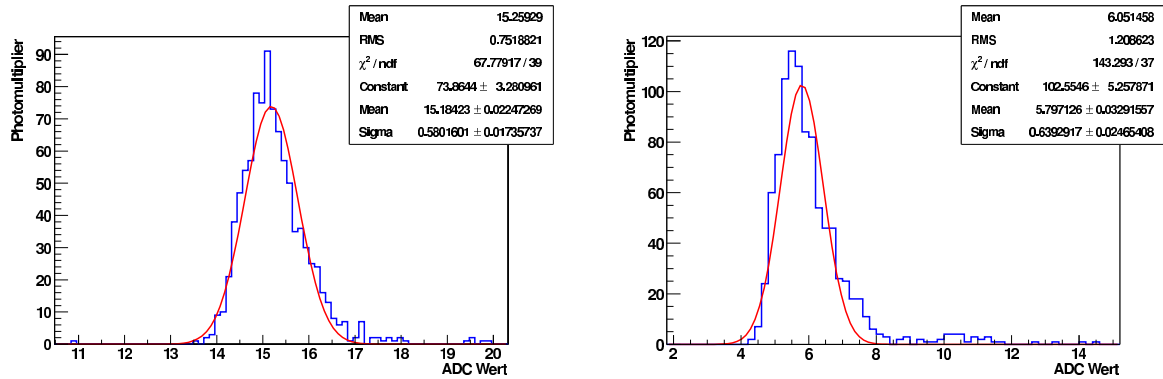 Mean 15.25929
RMS 0.7518821
χ² / ndf 67.77917 / 39
Constant 73.8644 ± 3.280961
Mean 15.18423 ± 0.02247269
Sigma 0.5801601 ± 0.01735737
Photomultiplier
90
80
70
60
50
40
30
20
10
0
11 12 13 14 15 16 17 18 19 20
ADC Wert
Mean 6.051458
RMS 1.208623
χ² / ndf 143.293 / 37
Constant 102.5546 ± 5.257871
Mean 5.797126 ± 0.03291557
Sigma 0.6392917 ± 0.02465408
Photomultiplier
120
100
80
60
40
20
0
2 4 6 8 10 12 14
ADC Wert